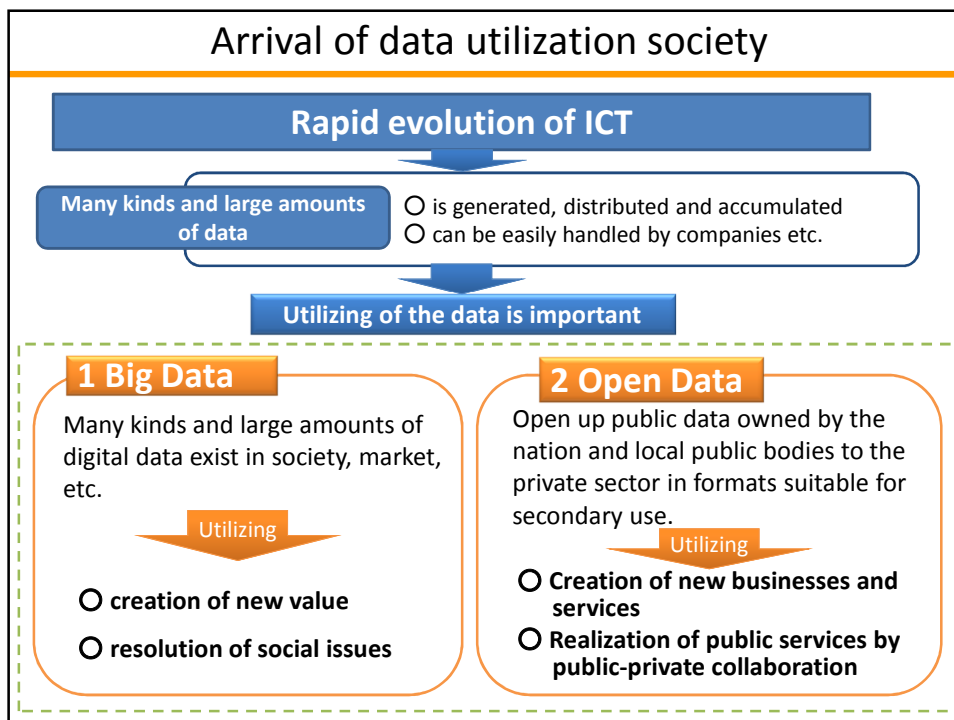 Arrival of data utilization society
Rapid evolution of ICT
Many kinds and large amounts
of data
○ is generated, distributed and accumulated
○ can be easily handled by companies etc.
Utilizing of the data is important
1 Big Data
Many kinds and large amounts of
digital data exist in society, market,
etc.
Utilizing
○ creation of new value
○ resolution of social issues
2 Open Data
Open up public data owned by the
nation and local public bodies to the
private sector in formats suitable for
secondary use.
Utilizing
○ Creation of new businesses and
services
○ Realization of public services by
public-private collaboration